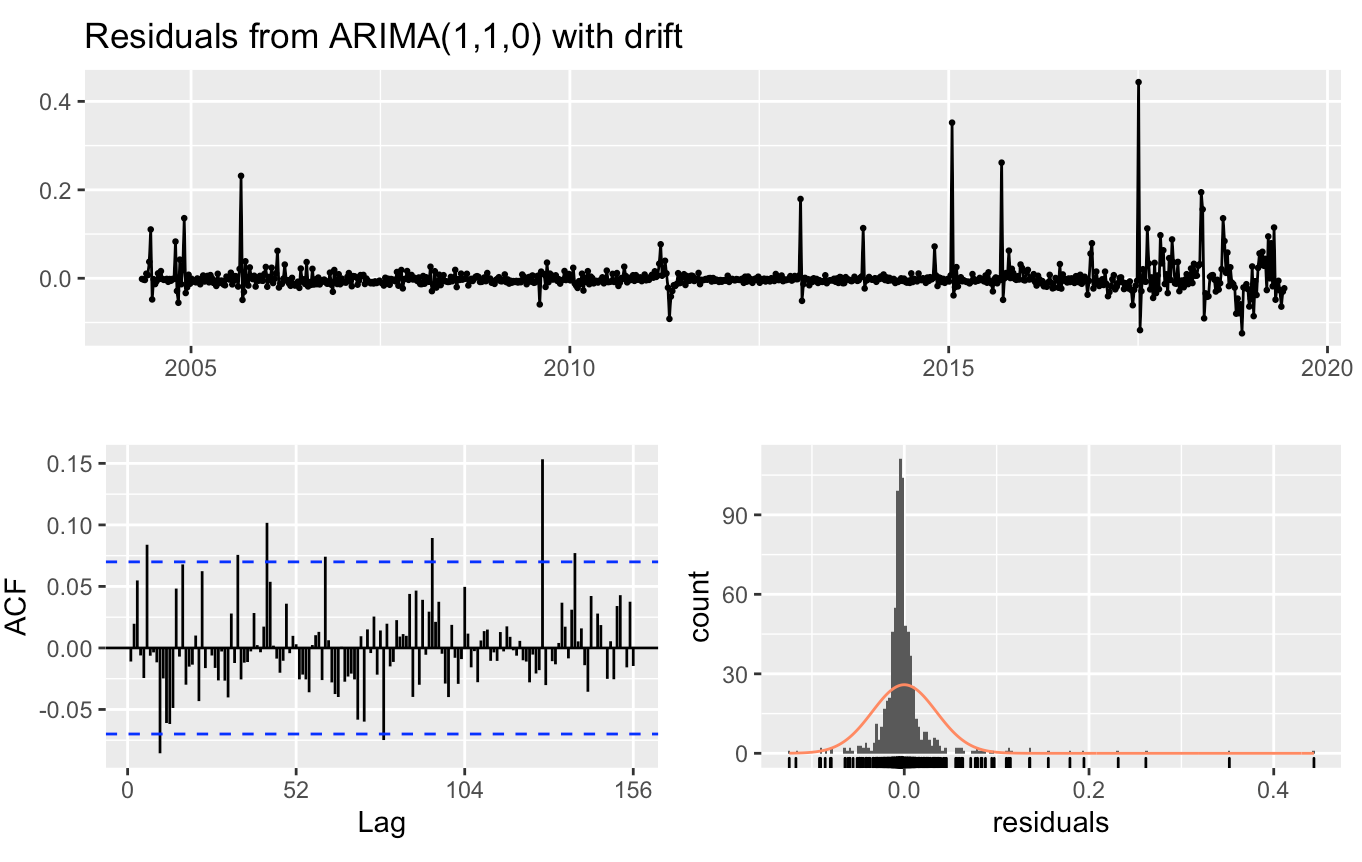 Residuals from ARIMA(1,1,0) with drift
0.4
0.2
0.0
2005 2010 2015 2020
ACF
0.15
0.10
0.05
0.00
-0.05
0 52 104 156
Lag
count
90
60
30
0
0.0 0.2 0.4
residuals